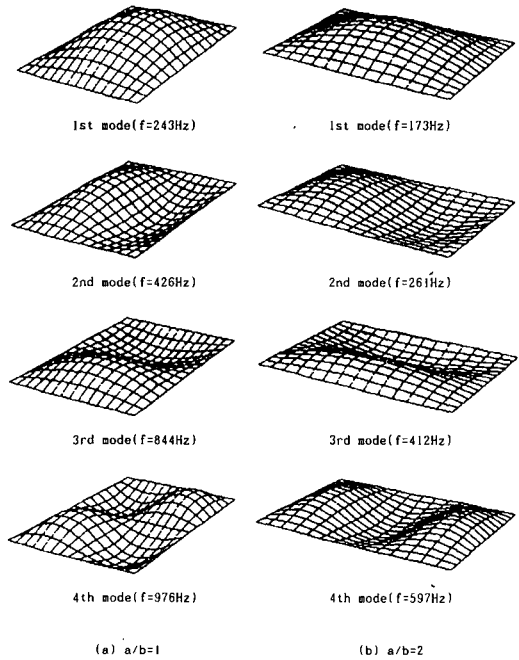 1st mode(f=243Hz) 1st mode(f=173Hz)
2nd mode(f=426Hz) 2nd mode(f=261Hz)
3rd mode(f=844Hz) 3rd mode(f=412Hz)
4th mode(f=976Hz) 4th mode(f=597Hz)
(a) a/b=1 (b) a/b=2